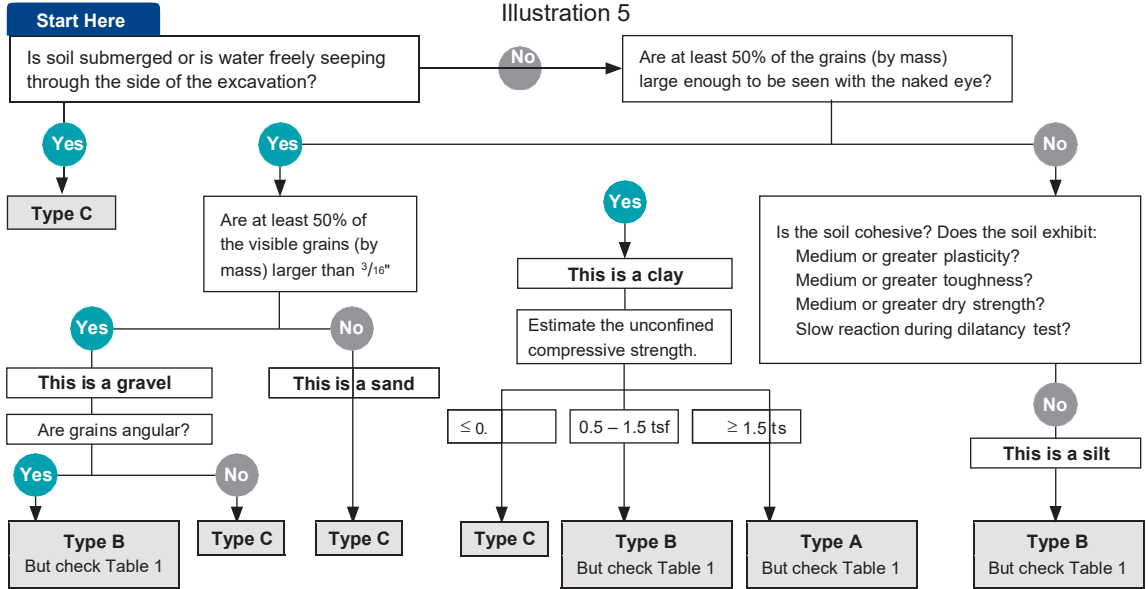 Illustration 5
Start Here
Is soil submerged or is water freely seeping
through the side of the excavation?
No
Are at least 50% of the grains (by mass)
large enough to be seen with the naked eye?
Yes
Type C
Yes
No
Are at least 50% of
the visible grains (by
mass) larger than 3/16"
Yes
This is a clay
Estimate the unconfined
compressive strength.
Is the soil cohesive? Does the soil exhibit:
Medium or greater plasticity?
Medium or greater toughness?
Medium or greater dry strength?
Slow reaction during dilatancy test?
Yes
No
This is a gravel
This is a sand
Are grains angular?
≤ 0.
0.5 – 1.5 tsf
≥ 1.5 ts
No
This is a silt
Yes
No
Type B
But check Table 1
Type C
Type C
Type C
Type B
But check Table 1
Type A
But check Table 1
Type B
But check Table 1